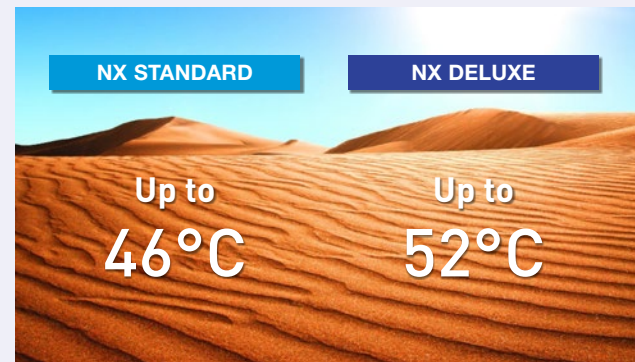 NX STANDARD
NX DELUXE
Up to
46°C
Up to
52°C